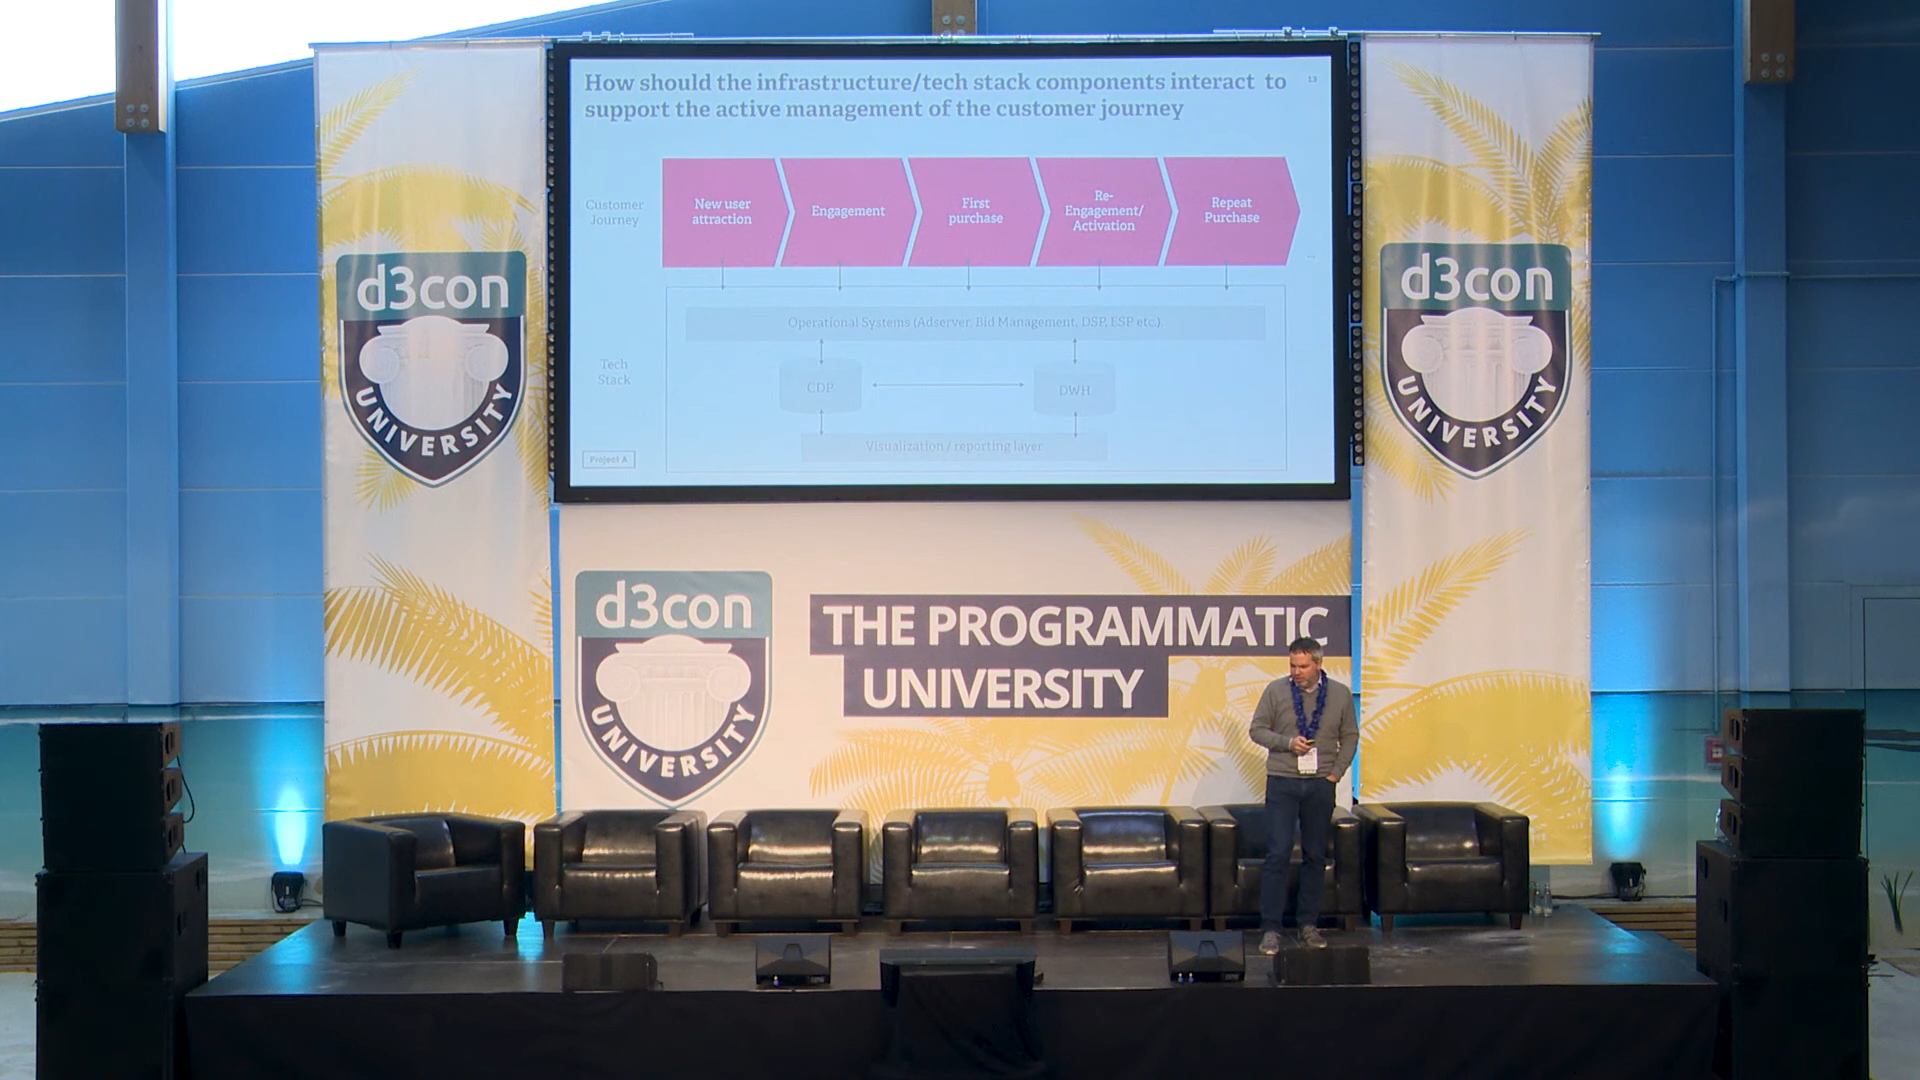 How should the infrastructure/tech stack components interact to
13
support the active management of the customer journey
Customer
Journey
New user
attraction
Engagement
First
purchase
Re-
Engagement/
Activation
Repeat
Purchase
Operational Systems (Adserver, Bid Management, DSP, ESP etc.)
Tech
Stack
CDP
DWH
Visualization / reporting layer
Project A
d3con
UNIVERSITY
d3con
UNIVERSITY
d3con
UNIVERSITY
THE PROGRAMMATIC
UNIVERSITY